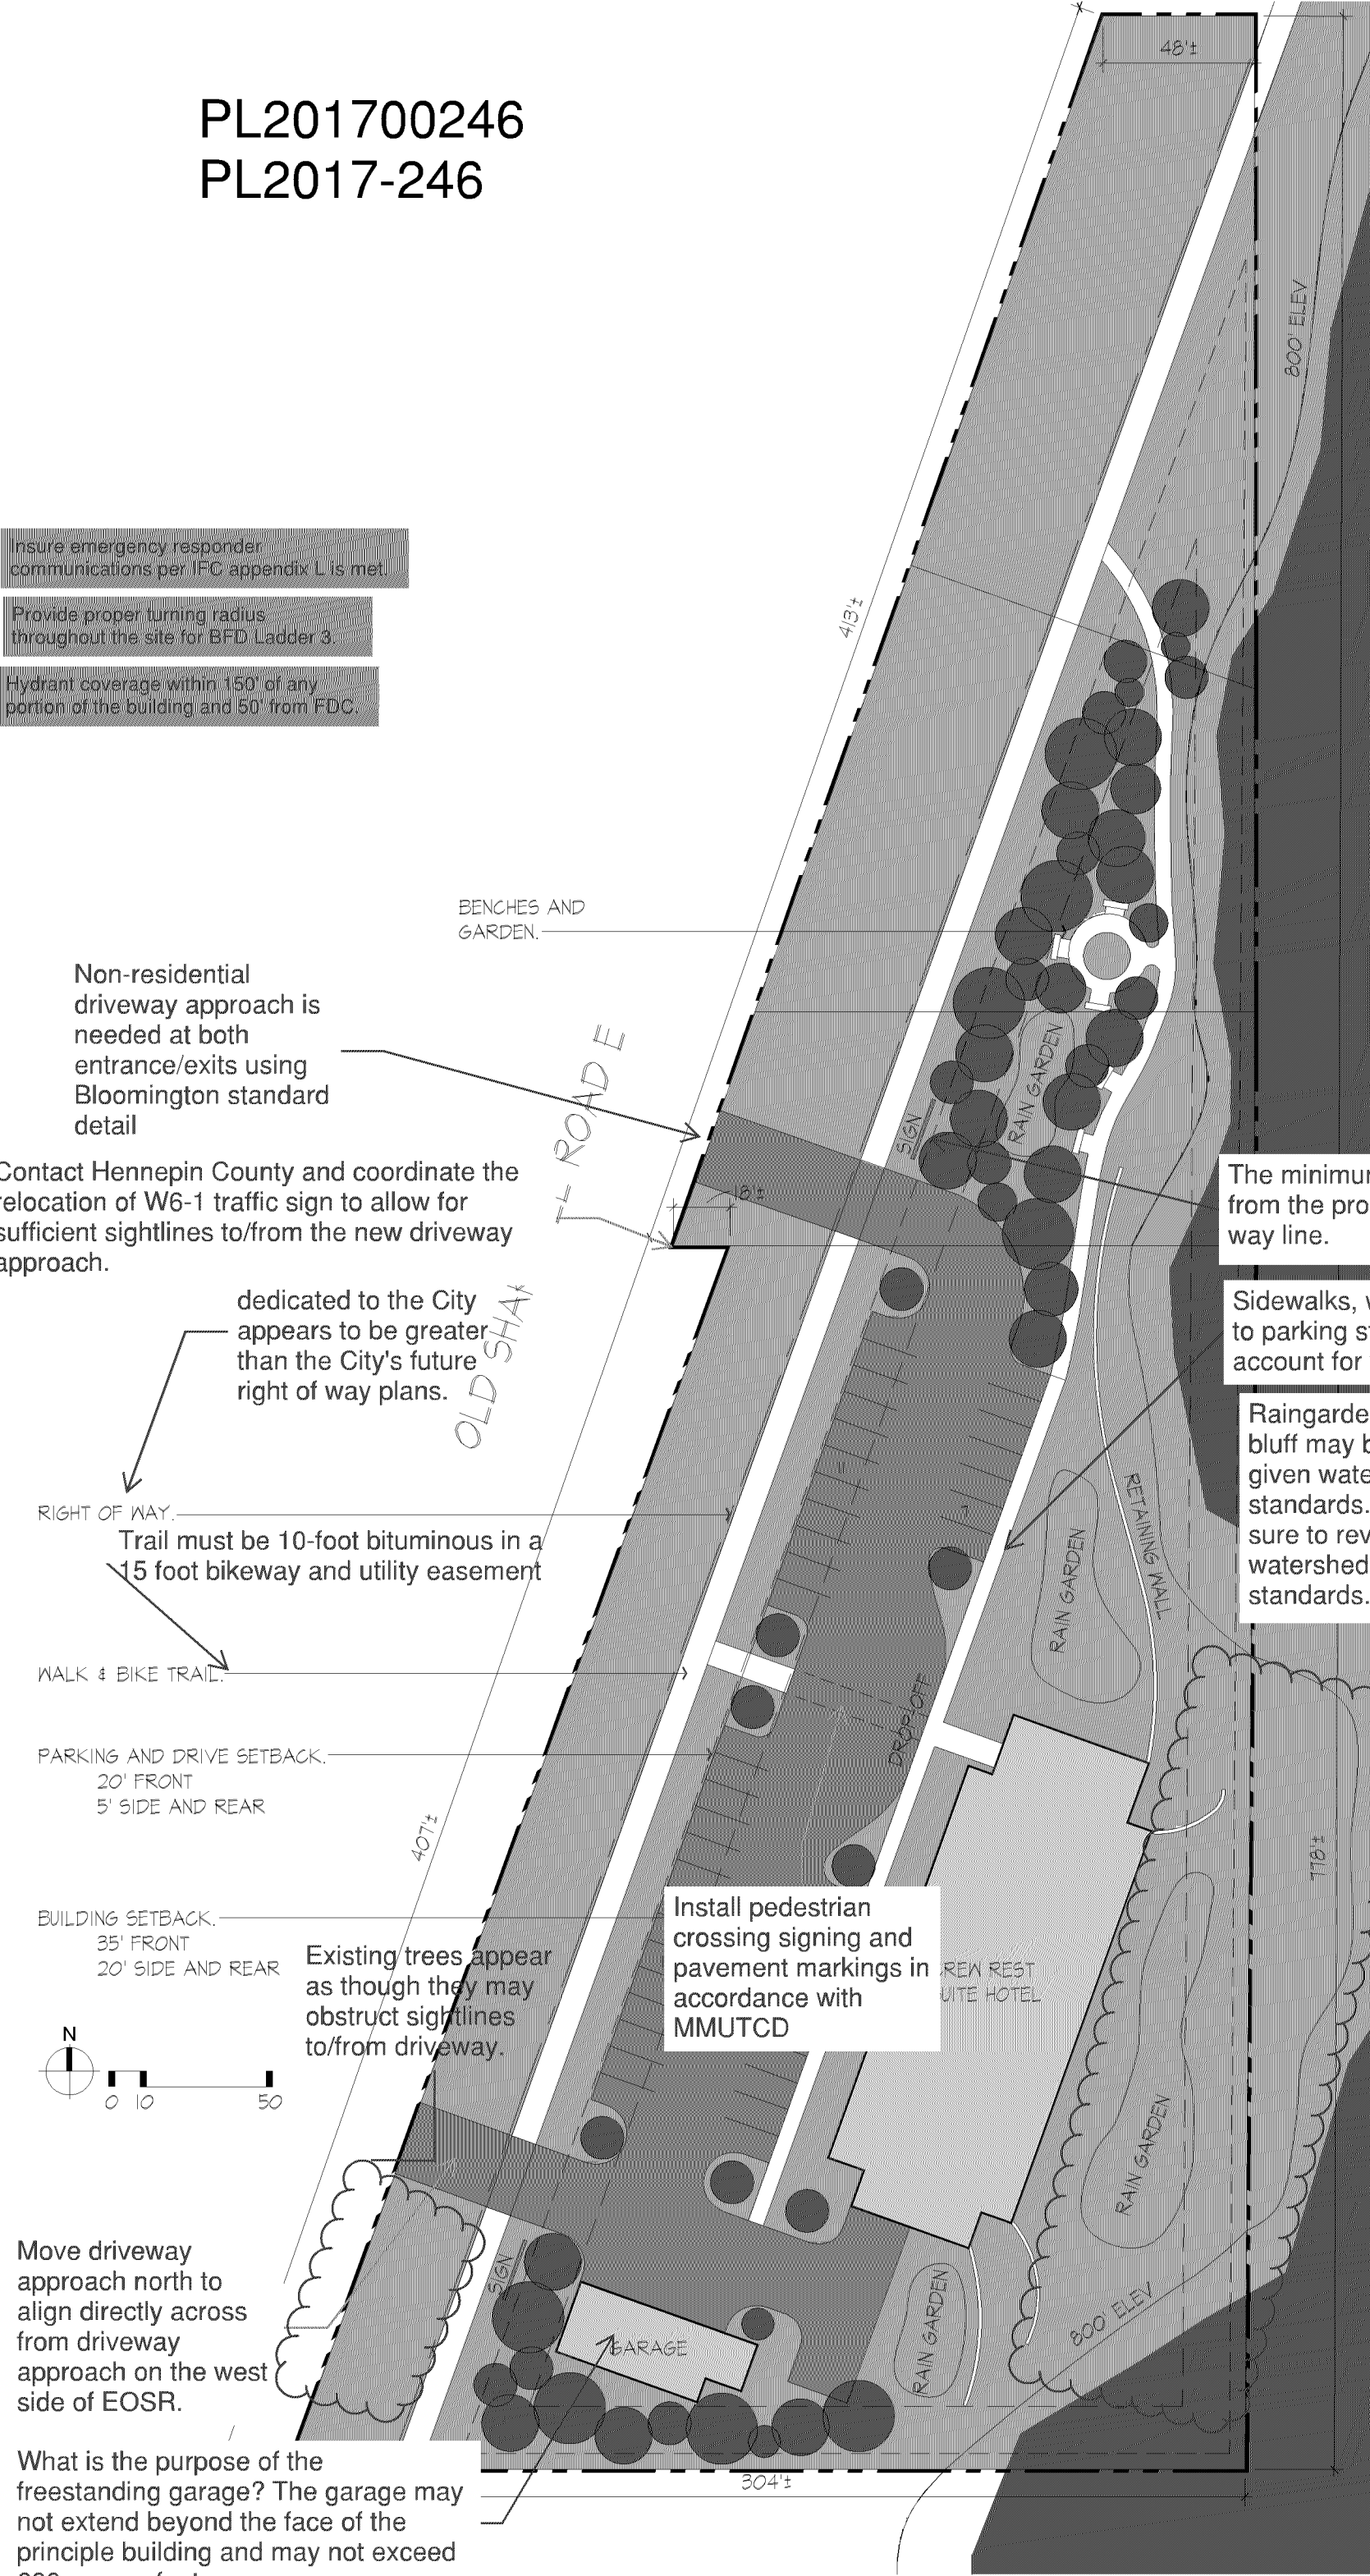 PL201700246
PL2017-246
48'±
800' ELEV
Insure emergency responder
communications per IFC appendix L is met.
Provide proper turning radius
throughout the site for BFD Ladder 3.
Hydrant coverage within 150' of any
portion of the building and 50' from FDC.
413'±
BENCHES AND
GARDEN.
Non-residential
driveway approach is
needed at both
entrance/exits using
Bloomington standard
detail
RAIN GARDEN
SIGN
18'±
Contact Hennepin County and coordinate the
relocation of W6-1 traffic sign to allow for
sufficient sightlines to/from the new driveway
approach.
The minimum
from the pro
way line.
dedicated to the City
appears to be greater
than the City's future
right of way plans.
OLD SHAK
ROAD E
Sidewalks,
to parking
account for
Raingarde
bluff may b
given wate
standards.
sure to rev
watershed
standards.
11
7
RETAINING WALL
RAIN GARDEN
RIGHT OF WAY.
Trail must be 10-foot bituminous in a
15 foot bikeway and utility easement
WALK & BIKE TRAIL.
DROP-OFF
PARKING AND DRIVE SETBACK.
20' FRONT
5' SIDE AND REAR
407'±
778'±
BUILDING SETBACK.
35' FRONT
20' SIDE AND REAR
Existing trees appear
as though they may
obstruct sightlines
to/from driveway.
Install pedestrian
crossing signing and
pavement markings in
accordance with
MMUTCD
REW REST
UITE HOTEL
N
0 10 50
RAIN GARDEN
Move driveway
approach north to
align directly across
from driveway
approach on the west
side of EOSR.
SIGN
GARAGE
RAIN GARDEN
800' ELEV
What is the purpose of the
freestanding garage? The garage may
not extend beyond the face of the
principle building and may not exceed
304'±